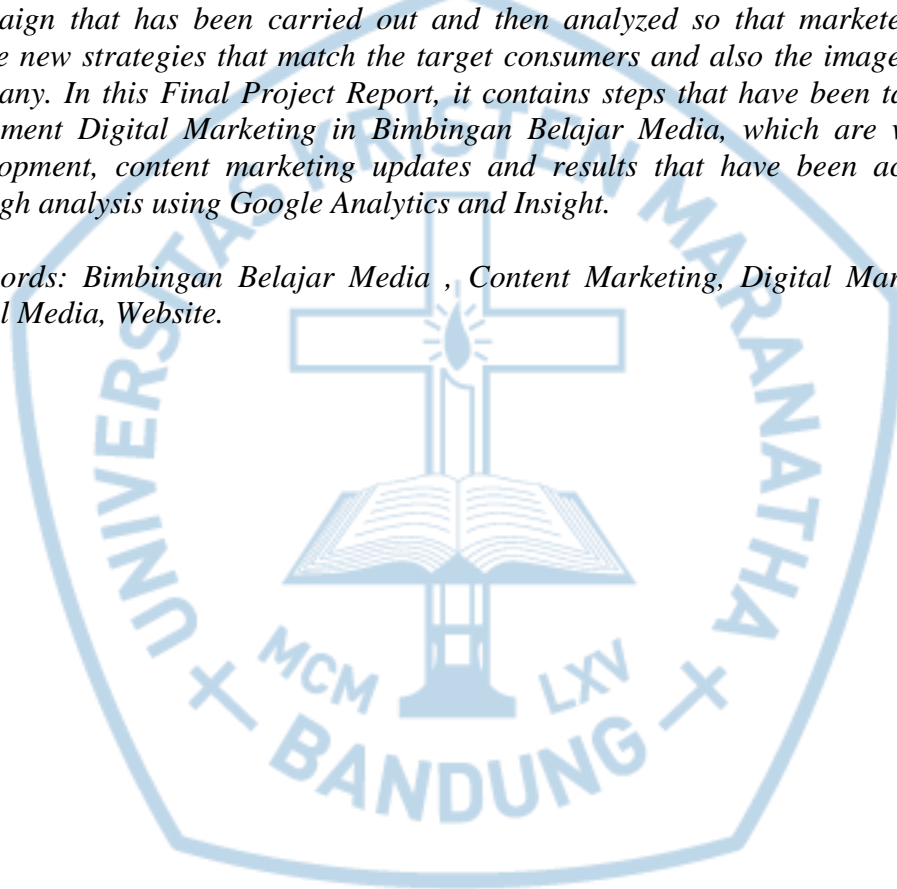 aign that has been carried out and then analyzed so that markete
e new strategies that match the target consumers and also the image
any. In this Final Project Report, it contains steps that have been ta
ment Digital Marketing in Bimbingan Belajar Media, which are w
opment, content marketing updates and results that have been ac
gh analysis using Google Analytics and Insight.
ords: Bimbingan Belajar Media , Content Marketing, Digital Mar
l Media, Website.
UNIVERSITAS KRISTEN MARANATHA
MCM LXV
BANDUNG